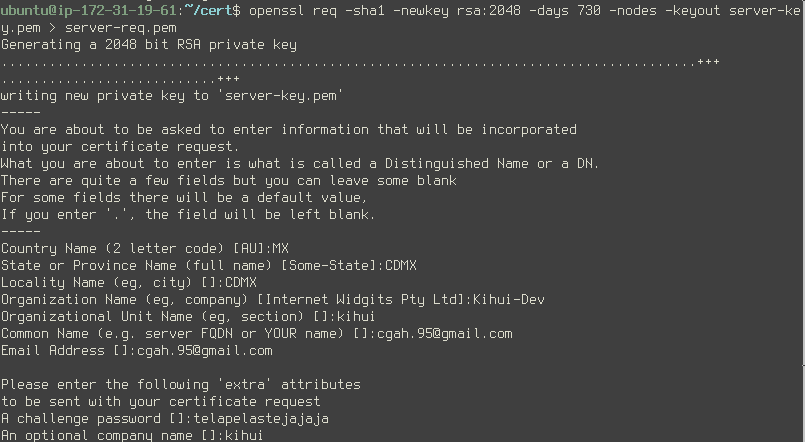 ubuntu@ip-172-31-19-61:~/cert$ openssl req -sha1 -newkey rsa:2048 -days 730 -nodes -keyout server-ke
y.pem > server-req.pem
Generating a 2048 bit RSA private key
.......................................................................................+++
...........................+++
writing new private key to 'server-key.pem'
-----
You are about to be asked to enter information that will be incorporated
into your certificate request.
What you are about to enter is what is called a Distinguished Name or a DN.
There are quite a few fields but you can leave some blank
For some fields there will be a default value,
If you enter '.', the field will be left blank.
-----
Country Name (2 letter code) [AU]:MX
State or Province Name (full name) [Some-State]:CDMX
Locality Name (eg, city) []:CDMX
Organization Name (eg, company) [Internet Widgits Pty Ltd]:Kihui-Dev
Organizational Unit Name (eg, section) []:kihui
Common Name (e.g. server FQDN or YOUR name) []:cgah.95@gmail.com
Email Address []:cgah.95@gmail.com

Please enter the following 'extra' attributes
to be sent with your certificate request
A challenge password []:telapelastejajaja
An optional company name []:kihui